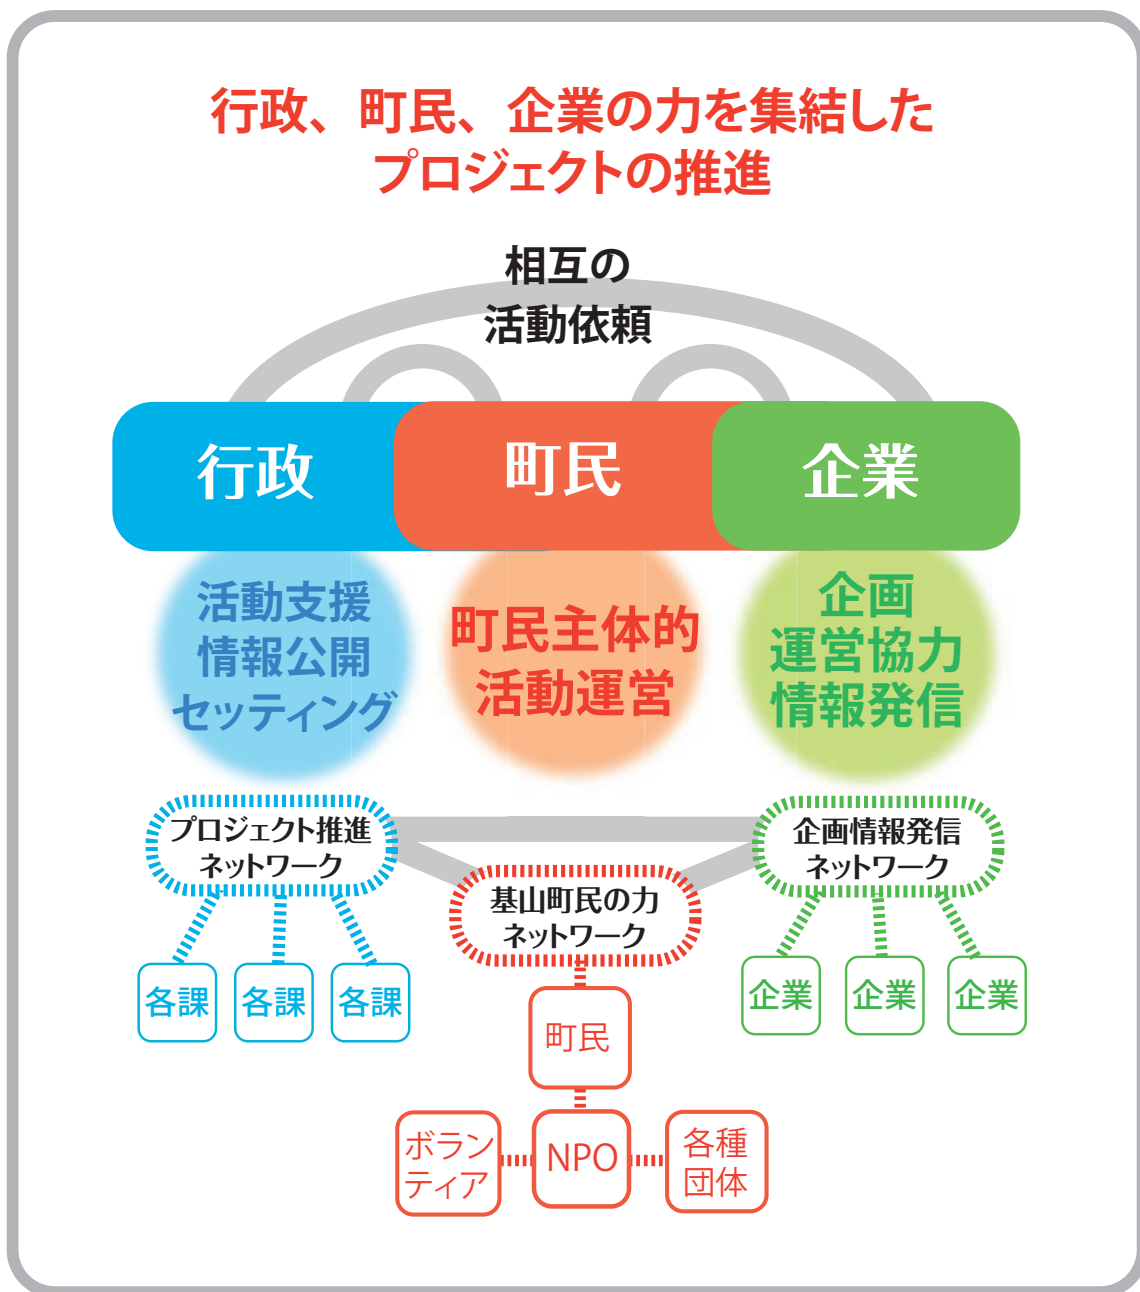 行政、町民、企業の力を集結した
プロジェクトの推進
相互の
活動依頼
行政
町民
企業
活動支援
情報公開
セッティング
町民主体的
活動運営
企画
運営協力
情報発信
プロジェクト推進
ネットワーク
基山町民の力
ネットワーク
企画情報発信
ネットワーク
各課
各課
各課
町民
ボラン
ティア
NPO
各種
団体
企業
企業
企業